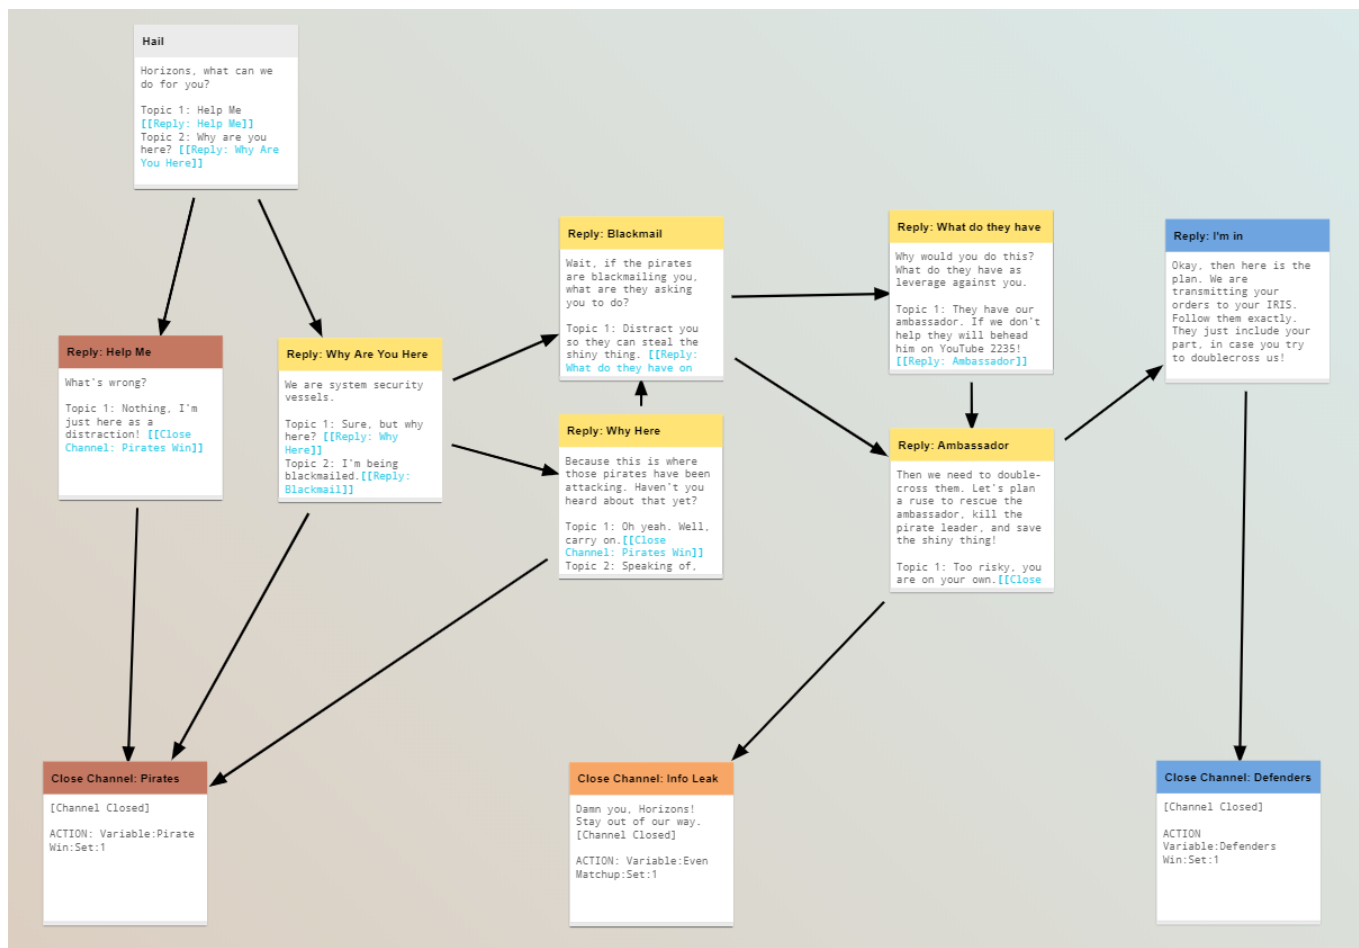 Hail
Horizons, what can we
do for you?
Topic 1: Help Me
[[Reply: Help Me]]
Topic 2: Why are you
here? [[Reply: Why Are
You Here]]
Reply: Help Me
What's wrong?
Topic 1: Nothing, I'm
just here as a
distraction! [[Close
Channel: Pirates Win]]
Reply: Why Are You Here
We are system security
vessels.
Topic 1: Sure, but why
here? [[Reply: Why
Here]]
Topic 2: I'm being
blackmailed.[[Reply:
Blackmail]]
Reply: Blackmail
Wait, if the pirates
are blackmailing you,
what are they asking
you to do?
Topic 1: Distract you
so they can steal the
shiny thing. [[Reply:
What do they have on
Reply: Why Here
Because this is where
those pirates have been
attacking. Haven't you
heard about that yet?
Topic 1: Oh yeah. Well,
carry on.[[Close
Channel: Pirates Win]]
Topic 2: Speaking of,
Reply: What do they have
Why would you do this?
What do they have as
leverage against you.
Topic 1: They have our
ambassador. If we don't
help they will behead
him on YouTube 2235!
[[Reply: Ambassador]]
Reply: Ambassador
Then we need to double-
cross them. Let's plan
a ruse to rescue the
ambassador, kill the
pirate leader, and save
the shiny thing!
Topic 1: Too risky, you
are on your own.[[Close
Reply: I'm in
Okay, then here is the
plan. We are
transmitting your
orders to your IRIS.
Follow them exactly.
They just include your
part, in case you try
to doublecross us!
Close Channel: Pirates
[Channel Closed]
ACTION: Variable:Pirate
Win:Set:1
Close Channel: Info Leak
Damn you, Horizons!
Stay out of our way.
[Channel Closed]
ACTION: Variable:Even
Matchup:Set:1
Close Channel: Defenders
[Channel Closed]
ACTION
Variable:Defenders
Win:Set:1